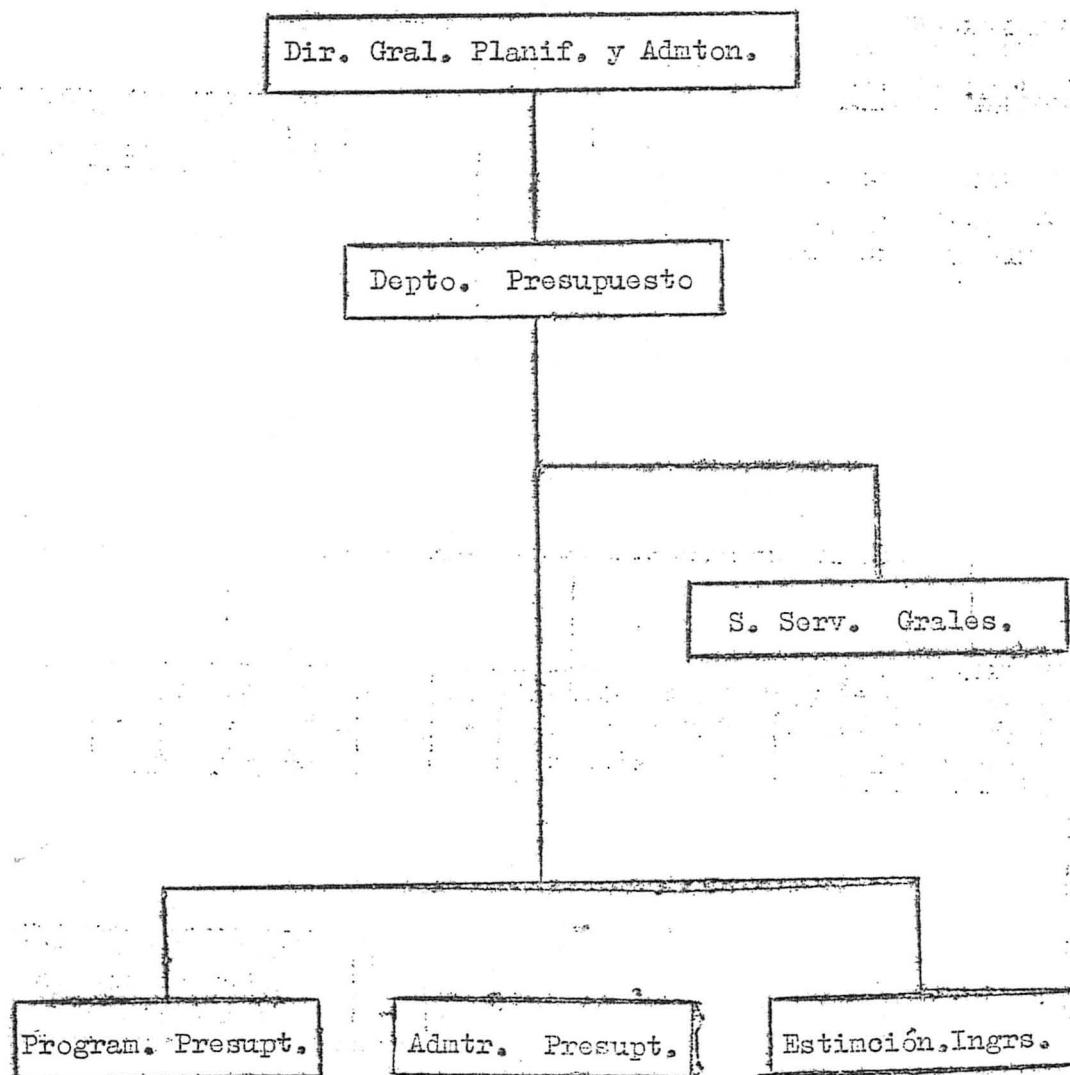 Dir. Gral. Planif. y Admton.
Depto. Presupuesto
S. Serv. Grales.
Program. Presupt.
Admtr. Presupt.
Estimción.Ingrs.